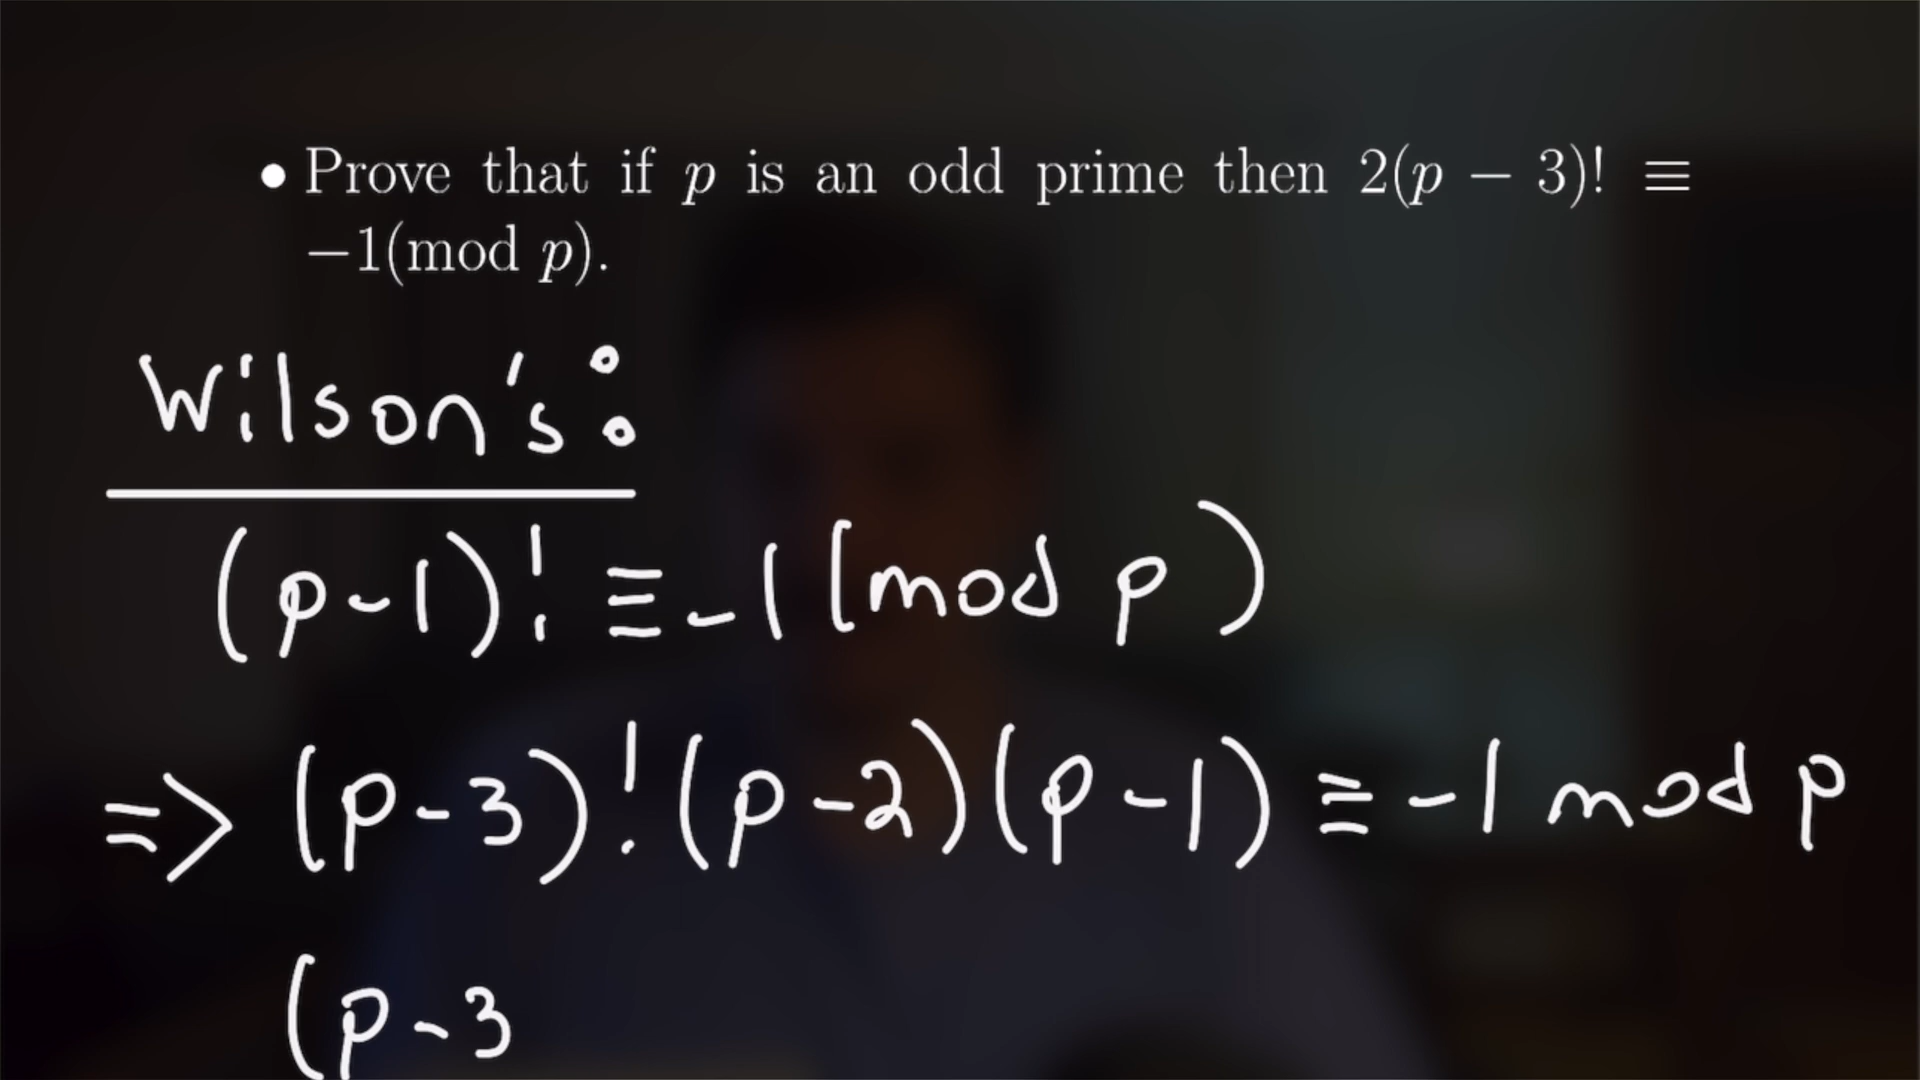 • Prove that if p is an odd prime then 2(p − 3)! ≡
−1(mod p).
Wilson's:
(p-1)! ≡ -1 (mod p)
=> (p-3)! (p-2)(p-1) ≡ -1 mod p
(p-3